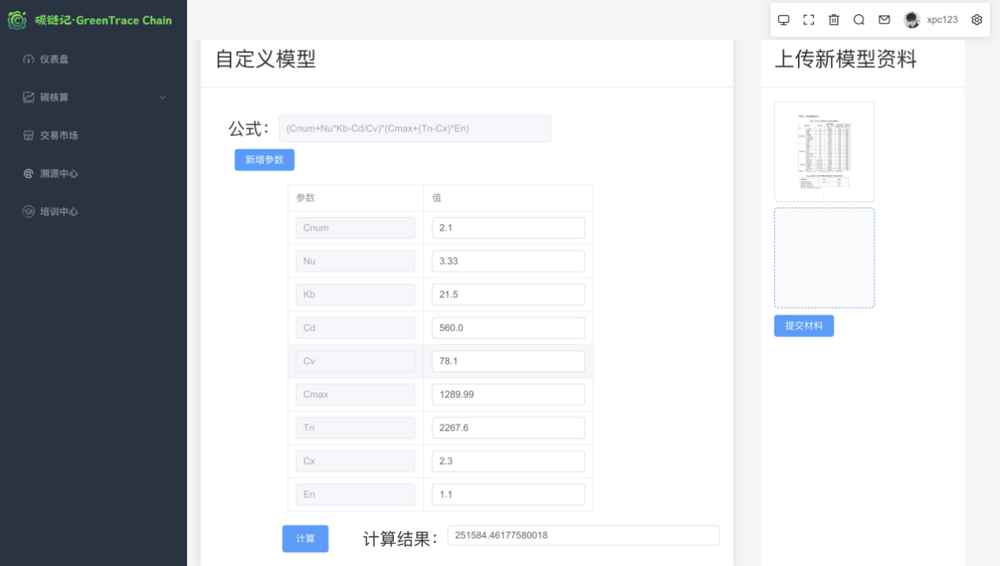 碳链记·GreenTrace Chain
仪表盘
碳核算
交易市场
溯源中心
培训中心
xpc123
自定义模型
公式：
(Cnum+Nu*Kb-Cd/Cv)*(Cmax+(Tn-Cx)*En)
新增参数
参数 值
Cnum 2.1
Nu 3.33
Kb 21.5
Cd 560.0
Cv 78.1
Cmax 1289.99
Tn 2267.6
Cx 2.3
En 1.1
计算
计算结果：
251584.46177580018
上传新模型资料
提交材料